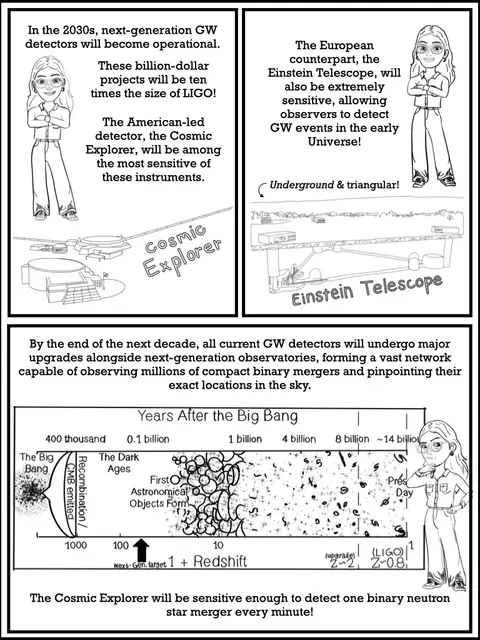 In the 2030s, next-generation GW
detectors will become operational.
These billion-dollar
projects will be ten
times the size of LIGO!
The American-led
detector, the Cosmic
Explorer, will be among
the most sensitive of
these instruments.
Cosmic
Explorer
The European
counterpart, the
Einstein Telescope, will
also be extremely
sensitive, allowing
observers to detect
GW events in the early
Universe!
Underground & triangular!
Einstein Telescope
By the end of the next decade, all current GW detectors will undergo major
upgrades alongside next-generation observatories, forming a vast network
capable of observing millions of compact binary mergers and pinpointing their
exact locations in the sky.
Years After the Big Bang
400 thousand 0.1 billion 1 billion 4 billion 8 billion ~14 billion
The Big
Bang
Recombination/
CMB emitted
The Dark
Ages
First
Astronomical
Objects Form
Day
1000 100 10 1
Next-Gen. target
1 + Redshift
(upgrade)
Z~2
(LIGO)
Z~0.8
The Cosmic Explorer will be sensitive enough to detect one binary neutron
star merger every minute!